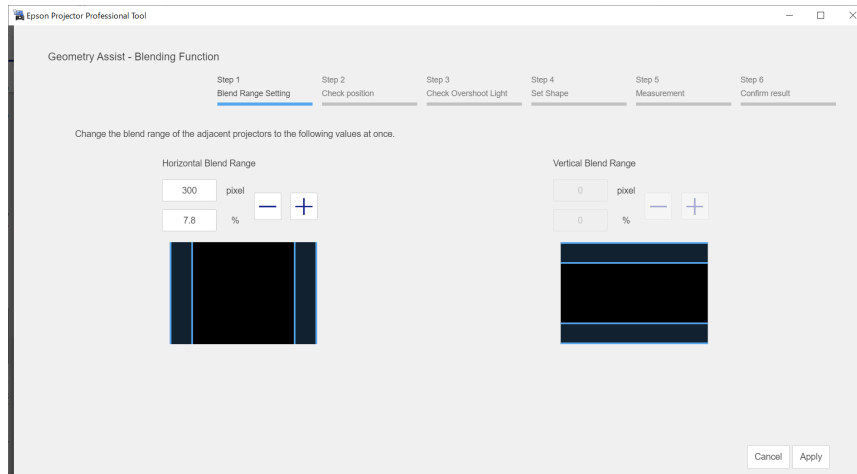 Epson Projector Professional Tool
Geometry Assist - Blending Function
Step 1
Blend Range Setting
Step 2
Check position
Step 3
Check Overshoot Light
Step 4
Set Shape
Step 5
Measurement
Step 6
Confirm result
Change the blend range of the adjacent projectors to the following values at once.
Horizontal Blend Range
300 pixel
7.8 %
Vertical Blend Range
0 pixel
0 %
Cancel Apply